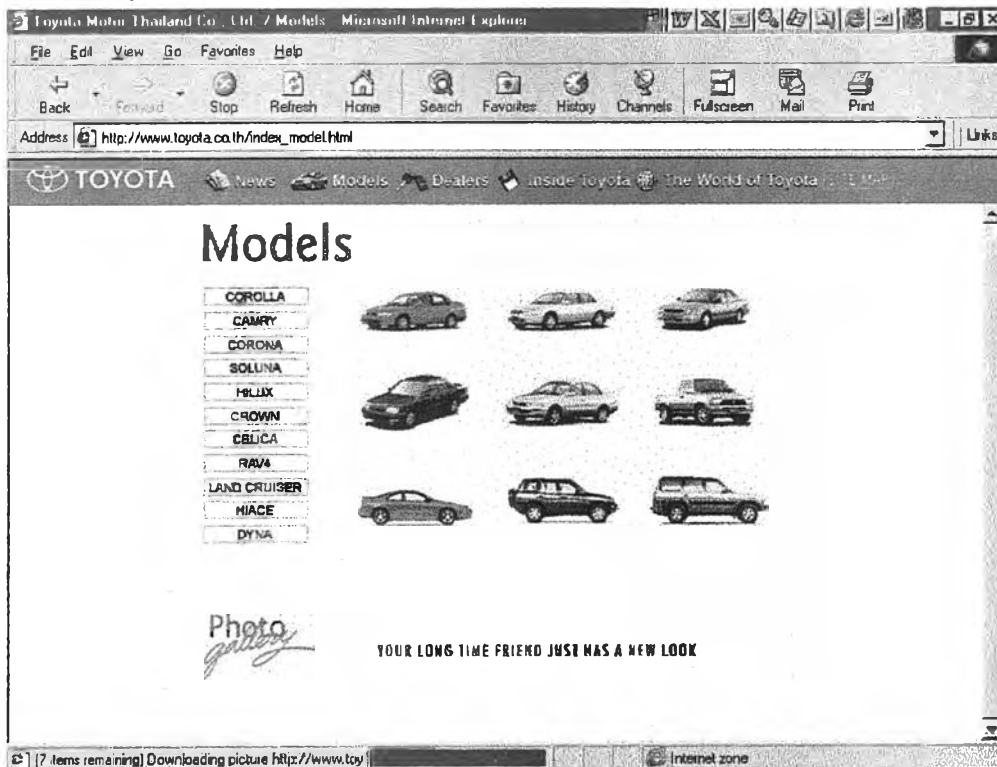 Toyota Motor Thailand Co., Ltd. / Models - Microsoft Internet Explorer
File Edit View Go Favorites Help
Back Forward Stop Refresh Home Search Favorites History Channels Fullscreen Mail Print
Address http://www.toyota.co.th/index_model.html Links
TOYOTA News Models Dealers Inside Toyota The World of Toyota (SITE MAP)
Models
COROLLA
CAMRY
CORONA
SOLUNA
HILUX
CROWN
CELICA
RAV4
LAND CRUISER
HIACE
DYNA
Photo
gallery
YOUR LONG TIME FRIEND JUST HAS A NEW LOOK
(7 items remaining) Downloading picture http://www.toy Internet zone